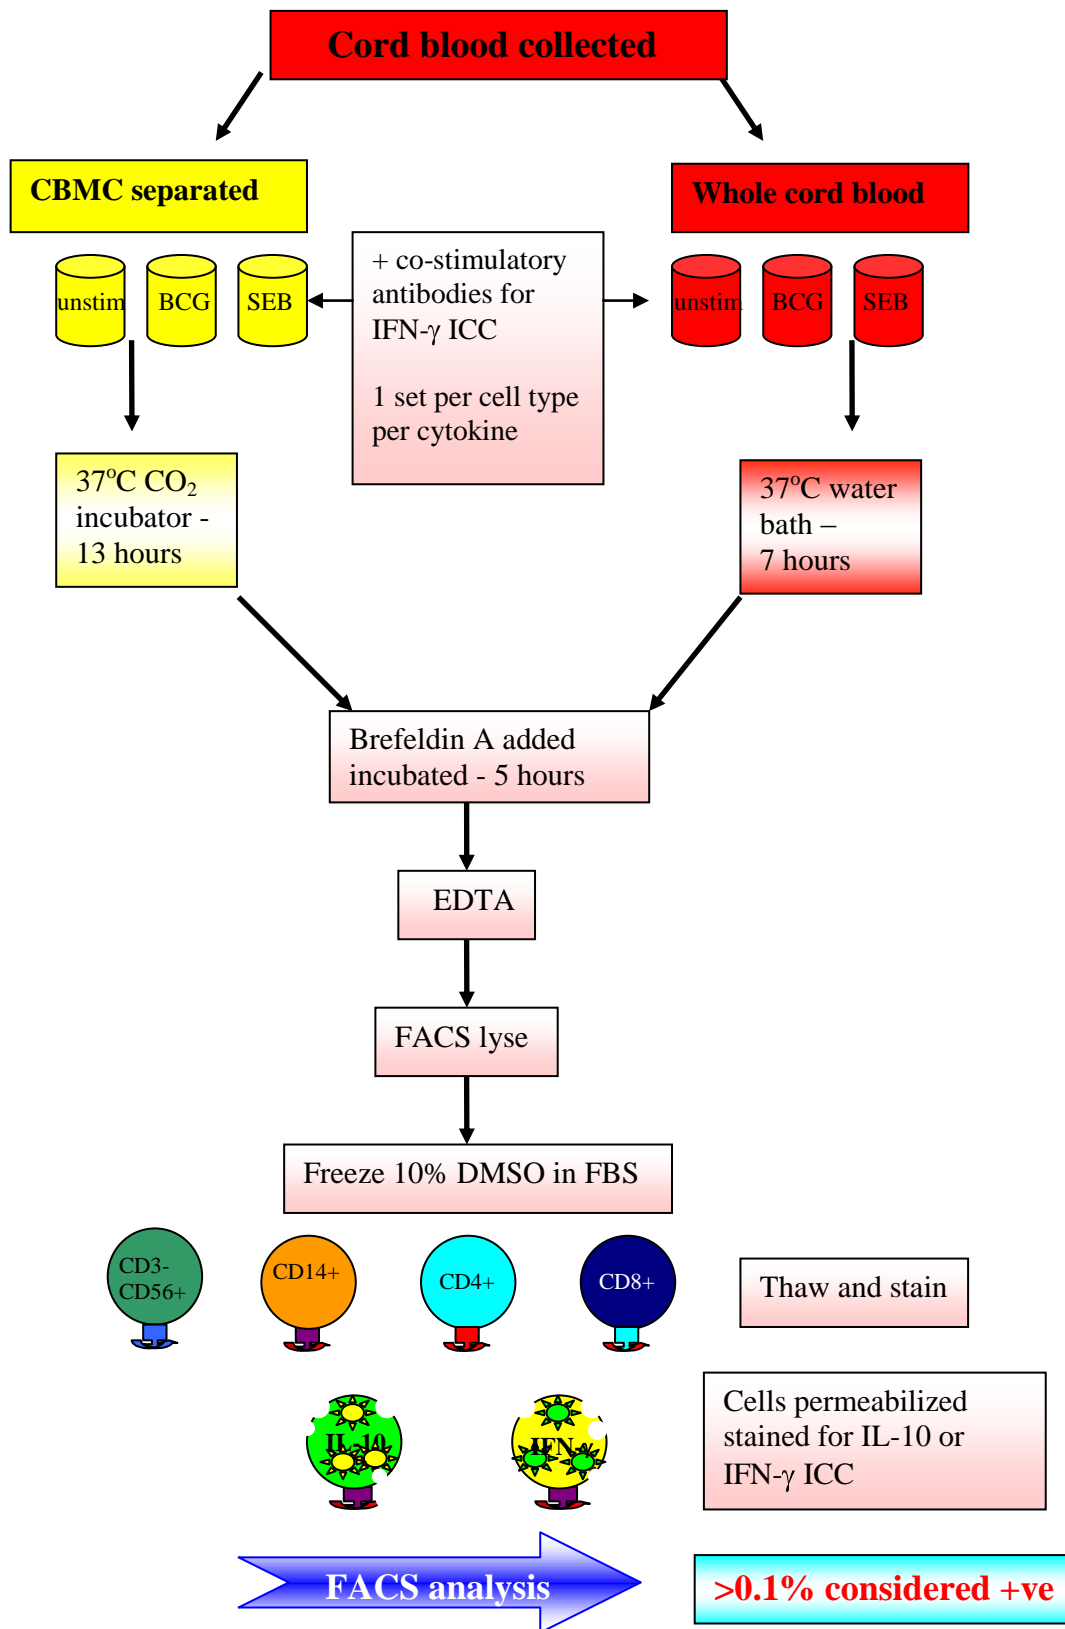 Cord blood collected
CBMC separated
Whole cord blood
unstim
BCG
SEB
+ co-stimulatory
antibodies for
IFN-γ ICC
1 set per cell type
per cytokine
unstim
BCG
SEB
37°C CO₂
incubator -
13 hours
37°C water
bath –
7 hours
Brefeldin A added
incubated - 5 hours
EDTA
FACS lyse
Freeze 10% DMSO in FBS
CD3-
CD56+
CD14+
CD4+
CD8+
Thaw and stain
IL-10
IFN-γ
Cells permeabilized
stained for IL-10 or
IFN-γ ICC
FACS analysis
>0.1% considered +ve